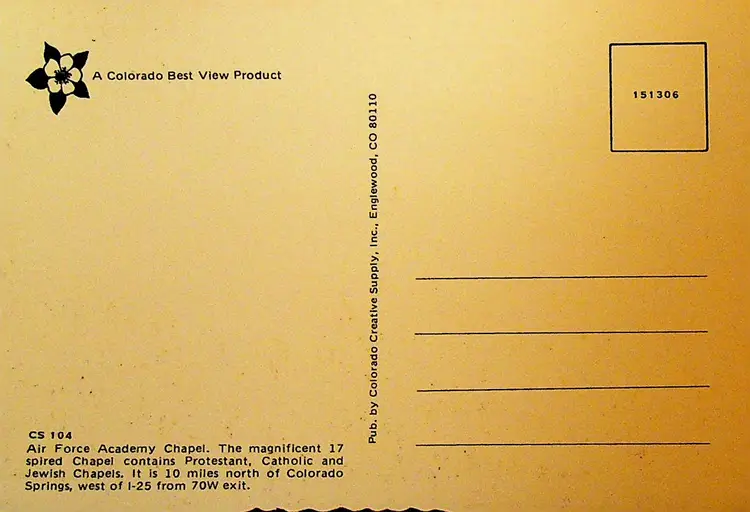 A Colorado Best View Product
151306
Pub. by Colorado Creative Supply, Inc., Englewood, CO 80110
CS 104
Air Force Academy Chapel. The magnificent 17
spired Chapel contains Protestant, Catholic and
Jewish Chapels. It is 10 miles north of Colorado
Springs, west of I-25 from 70W exit.